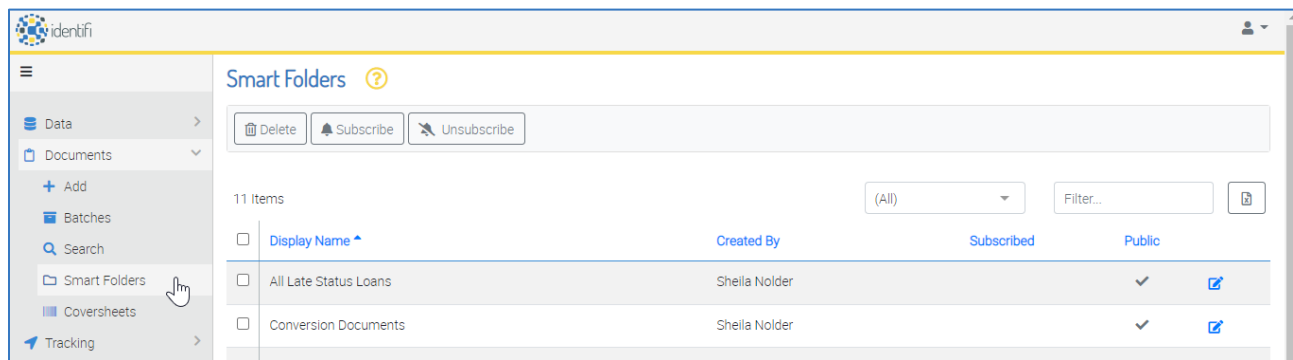 identifi
Smart Folders ?
Data
Delete Subscribe Unsubscribe
Documents
Add
Batches
Search
Smart Folders
Coversheets
Tracking
11 Items (All) Filter...
Display Name Created By Subscribed Public
All Late Status Loans Sheila Nolder
Conversion Documents Sheila Nolder